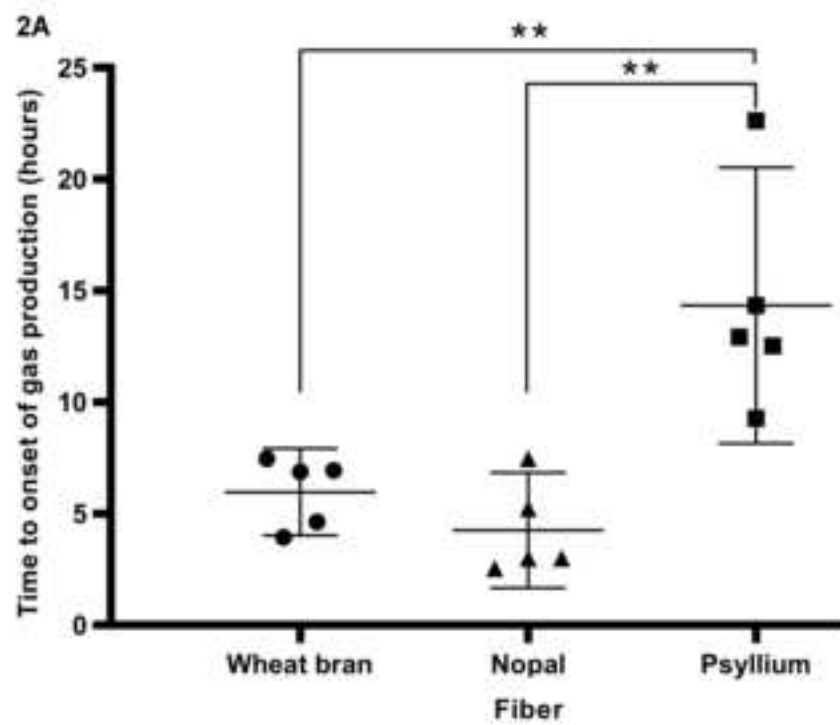 2A
**
**
Time to onset of gas production (hours)
25
20
15
10
5
0
Wheat bran
Nopal
Psyllium
Fiber